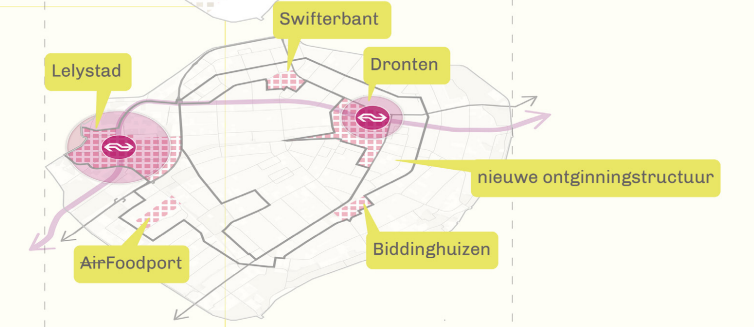 Swifterbant
Dronten
Lelystad
nieuwe ontginningstructuur
Biddinghuizen
AirFoodport